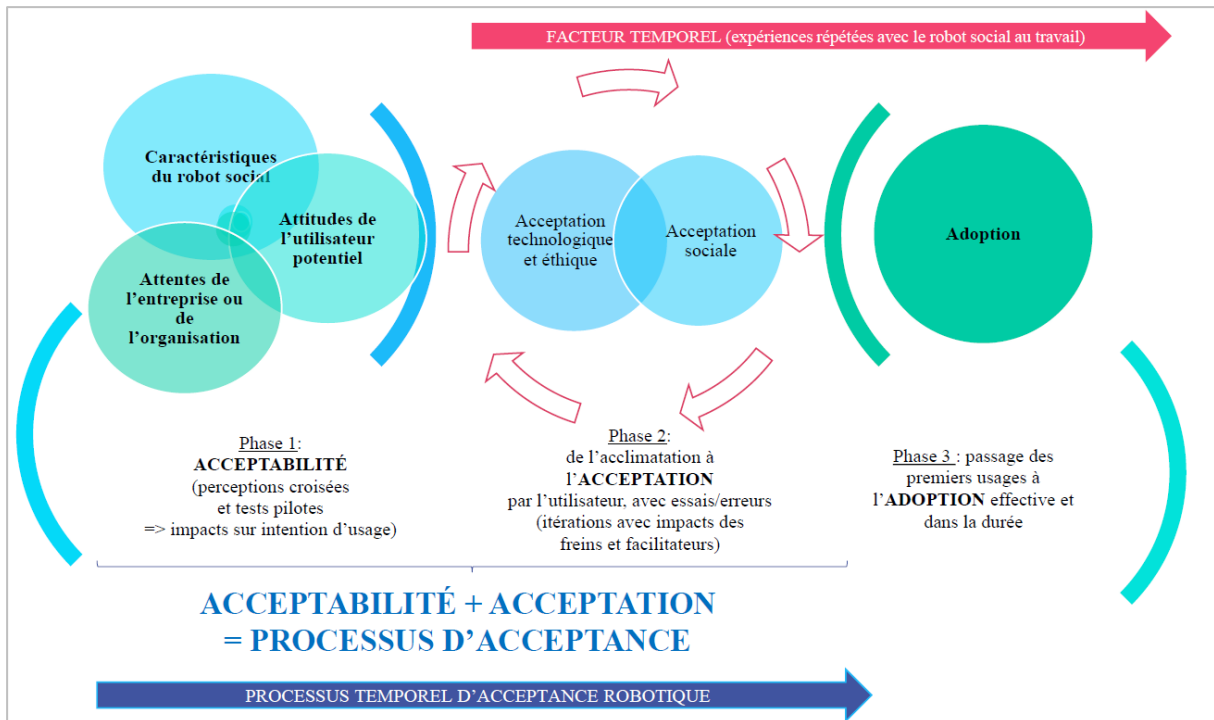 FACTEUR TEMPOREL (expériences répétées avec le robot social au travail)
Caractéristiques
du robot social
Attitudes de
l’utilisateur
potentiel
Attentes de
l’entreprise ou
de
l’organisation
Acceptation
technologique
et éthique
Acceptation
sociale
Adoption
Phase 1:
ACCEPTABILITÉ
(perceptions croisées
et tests pilotes
=> impacts sur intention d’usage)
Phase 2:
de l’acclimatation à
l’ACCEPTATION
par l’utilisateur, avec essais/erreurs
(itérations avec impacts des
freins et facilitateurs)
Phase 3 : passage des
premiers usages à
l’ADOPTION effective et
dans la durée
ACCEPTABILITÉ + ACCEPTATION
= PROCESSUS D’ACCEPTANCE
PROCESSUS TEMPOREL D’ACCEPTANCE ROBOTIQUE